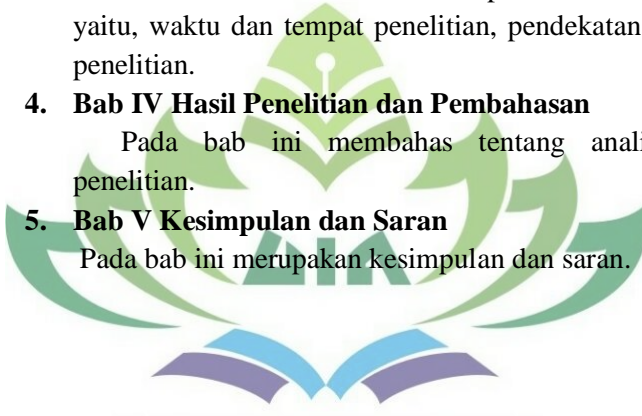 yaitu, waktu dan tempat penelitian, pendekatan
penelitian.
4. Bab IV Hasil Penelitian dan Pembahasan
Pada bab ini membahas tentang
penelitian.
5. Bab V Kesimpulan dan Saran
Pada bab ini merupakan kesimpulan dan saran.